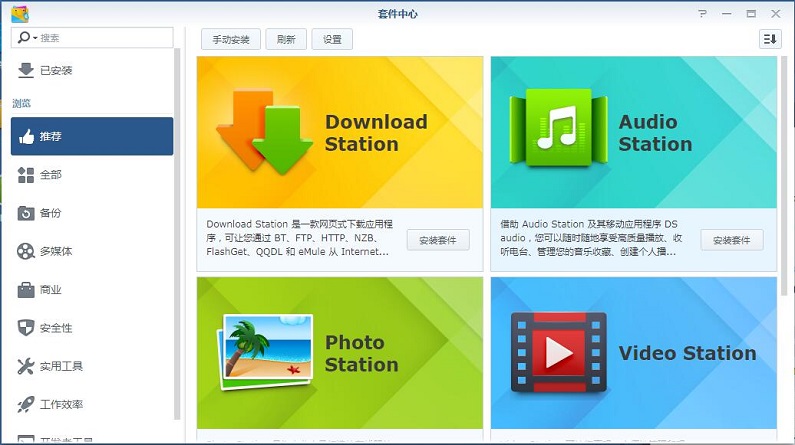 套件中心
搜索
手动安装 刷新 设置
已安装
浏览
推荐
全部
备份
多媒体
商业
安全性
实用工具
工作效率
开发者工具
Download
Station
Download Station 是一款网页式下载应用程
序，可让您通过 BT、FTP、HTTP、NZB、
FlashGet、QQDL 和 eMule 从 Internet...
安装套件
Audio
Station
借助 Audio Station 及其移动应用程序 DS
audio，您可以随时随地享受高质量播放、收
听电台、管理您的音乐收藏、创建个人播...
安装套件
Photo
Station
Video Station